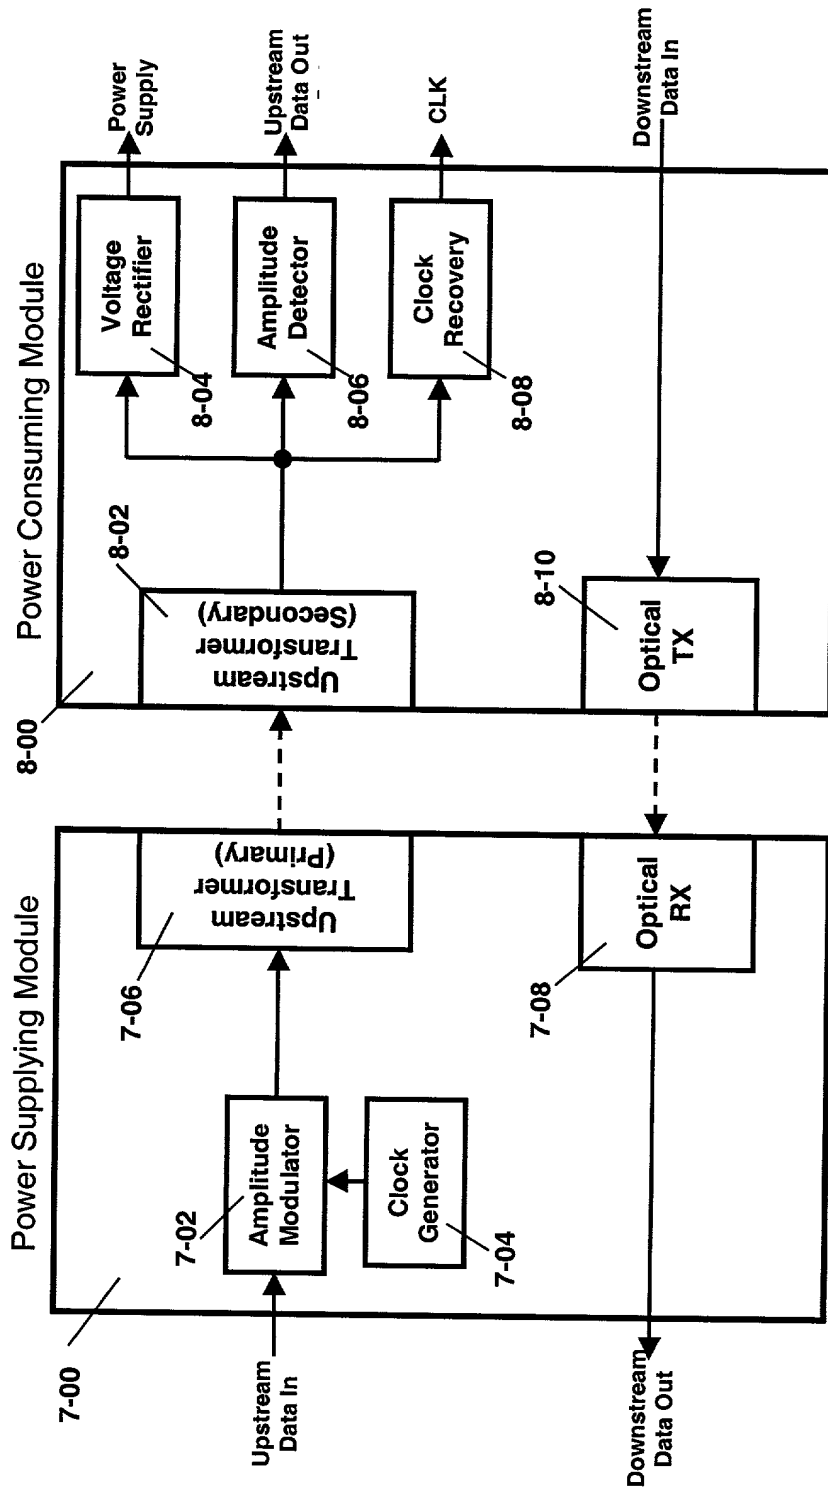 Power Supplying Module
Power Consuming Module
7-00
Upstream
Data In
7-02
Amplitude
Modulator
Clock
Generator
7-04
7-06
Upstream
Transformer
(Primary)
8-00
8-02
Upstream
Transformer
(Secondary)
Voltage
Rectifier
8-04
Power
Supply
Amplitude
Detector
8-06
Upstream
Data Out
Clock
Recovery
8-08
CLK
Downstream
Data Out
7-08
Optical
RX
8-10
Optical
TX
Downstream
Data In